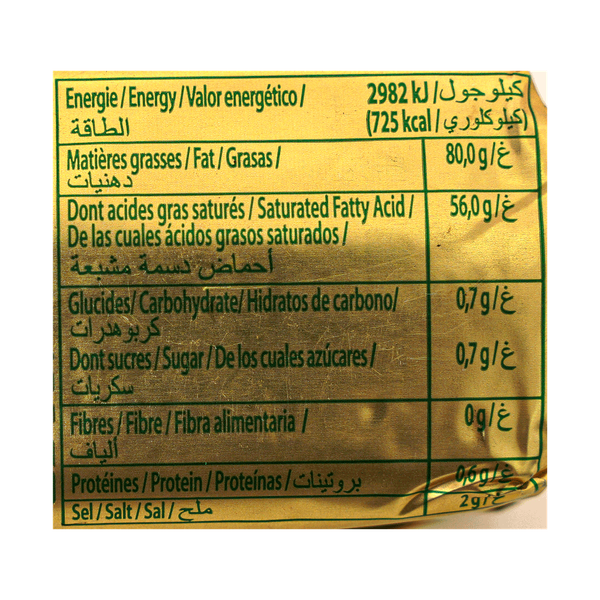 Energie / Energy / Valor energético / 2982 kJ / كيلوجول
الطاقة (725 kcal / كيلوكلوري)
Matières grasses / Fat / Grasas / 80,0 g / غ
دهنيات
Dont acides gras saturés / Saturated Fatty Acid / 56,0 g / غ
De las cuales ácidos grasos saturados /
أحماض دسمة مشبعة
Glucides / Carbohydrate / Hidratos de carbono / 0,7 g / غ
كربوهدرات
Dont sucres / Sugar / De los cuales azúcares / 0,7 g / غ
سكريات
Fibres / Fibre / Fibra alimentaria / 0g / غ
ألياف
Protéines / Protein / Proteínas / بروتينات 0,6 g / غ
Sel / Salt / Sal / ملح 2 g / غ